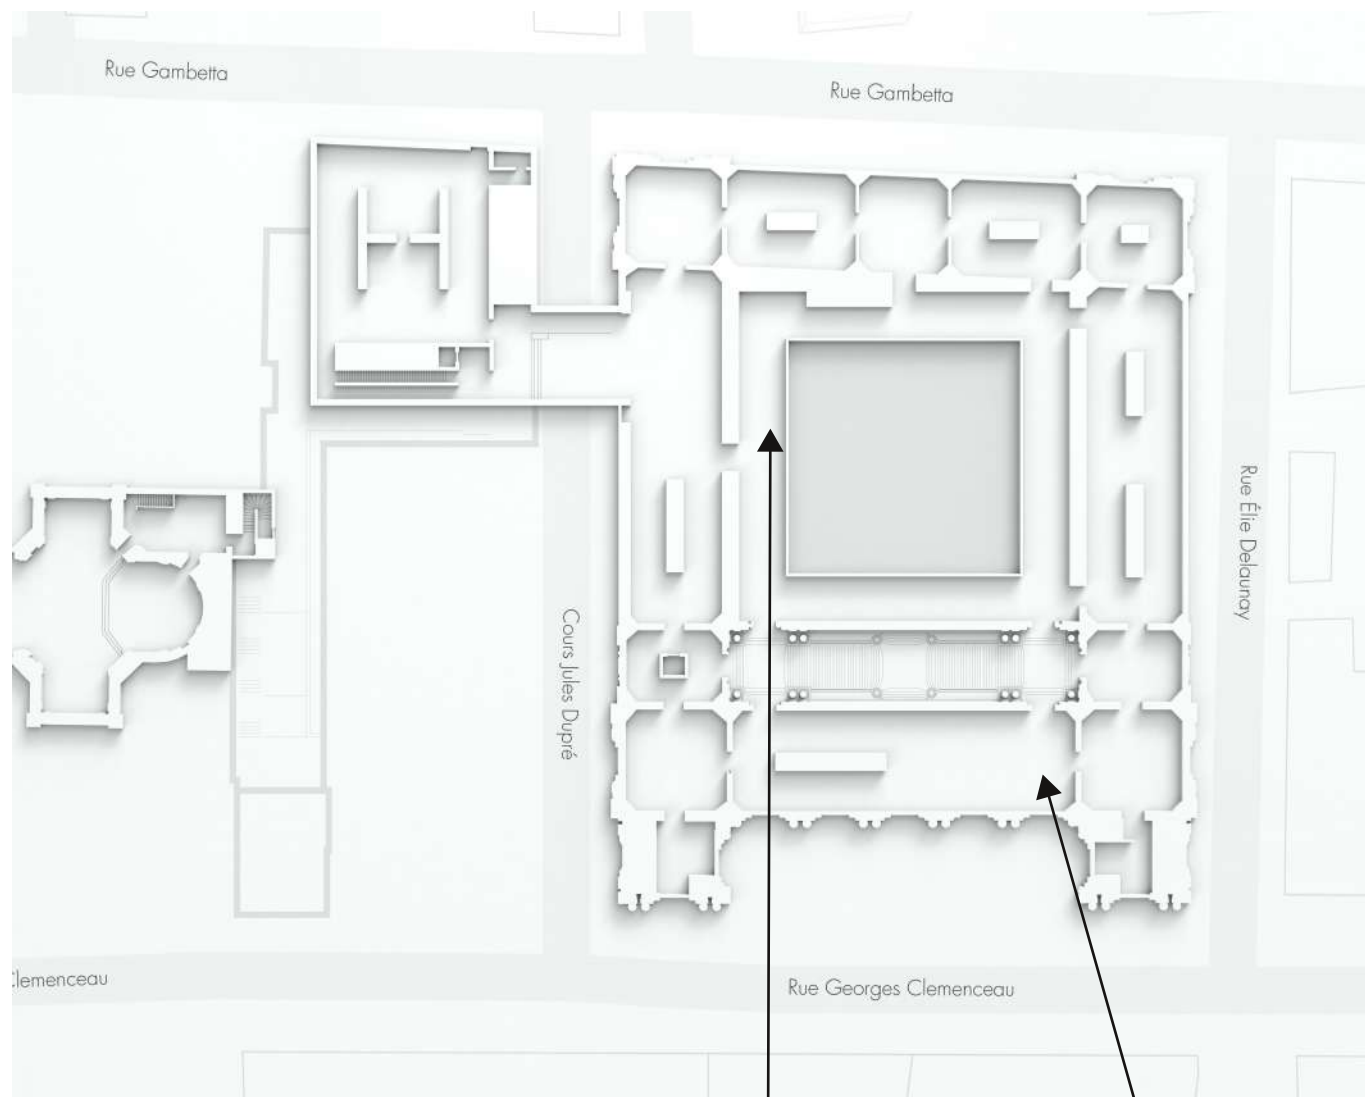 Rue Gambetta
Rue Gambetta
Rue Élie Delaunay
Cours Jules Dupré
Clemenceau
Rue Georges Clemenceau